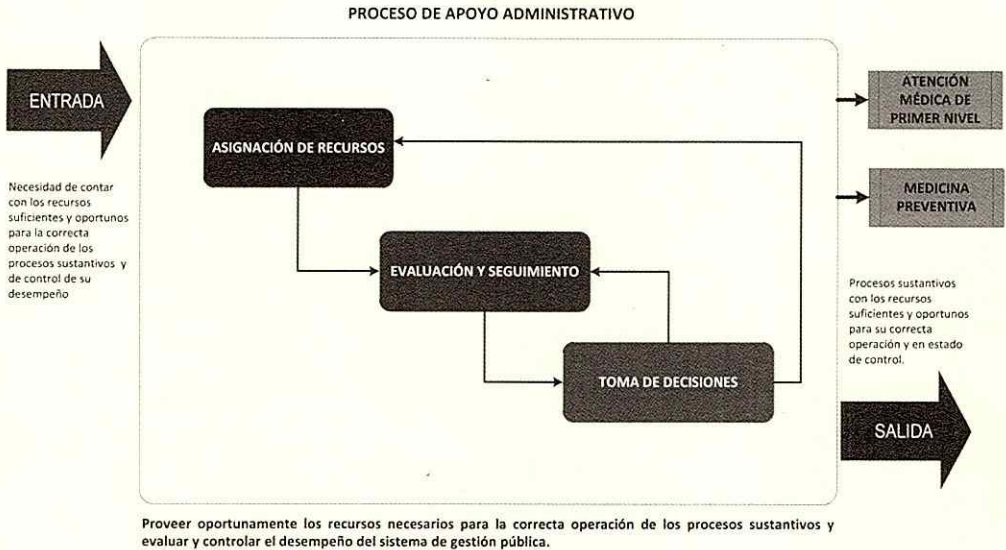 PROCESO DE APOYO ADMINISTRATIVO
ENTRADA
Necesidad de contar
con los recursos
suficientes y oportunos
para la correcta
operación de los
procesos sustantivos y
de control de su
desempeño
ASIGNACIÓN DE RECURSOS
EVALUACIÓN Y SEGUIMIENTO
TOMA DE DECISIONES
ATENCIÓN
MÉDICA DE
PRIMER NIVEL
MEDICINA
PREVENTIVA
Procesos sustantivos
con los recursos
suficientes y oportunos
para su correcta
operación y en estado
de control.
SALIDA
Proveer oportunamente los recursos necesarios para la correcta operación de los procesos sustantivos y
evaluar y controlar el desempeño del sistema de gestión pública.